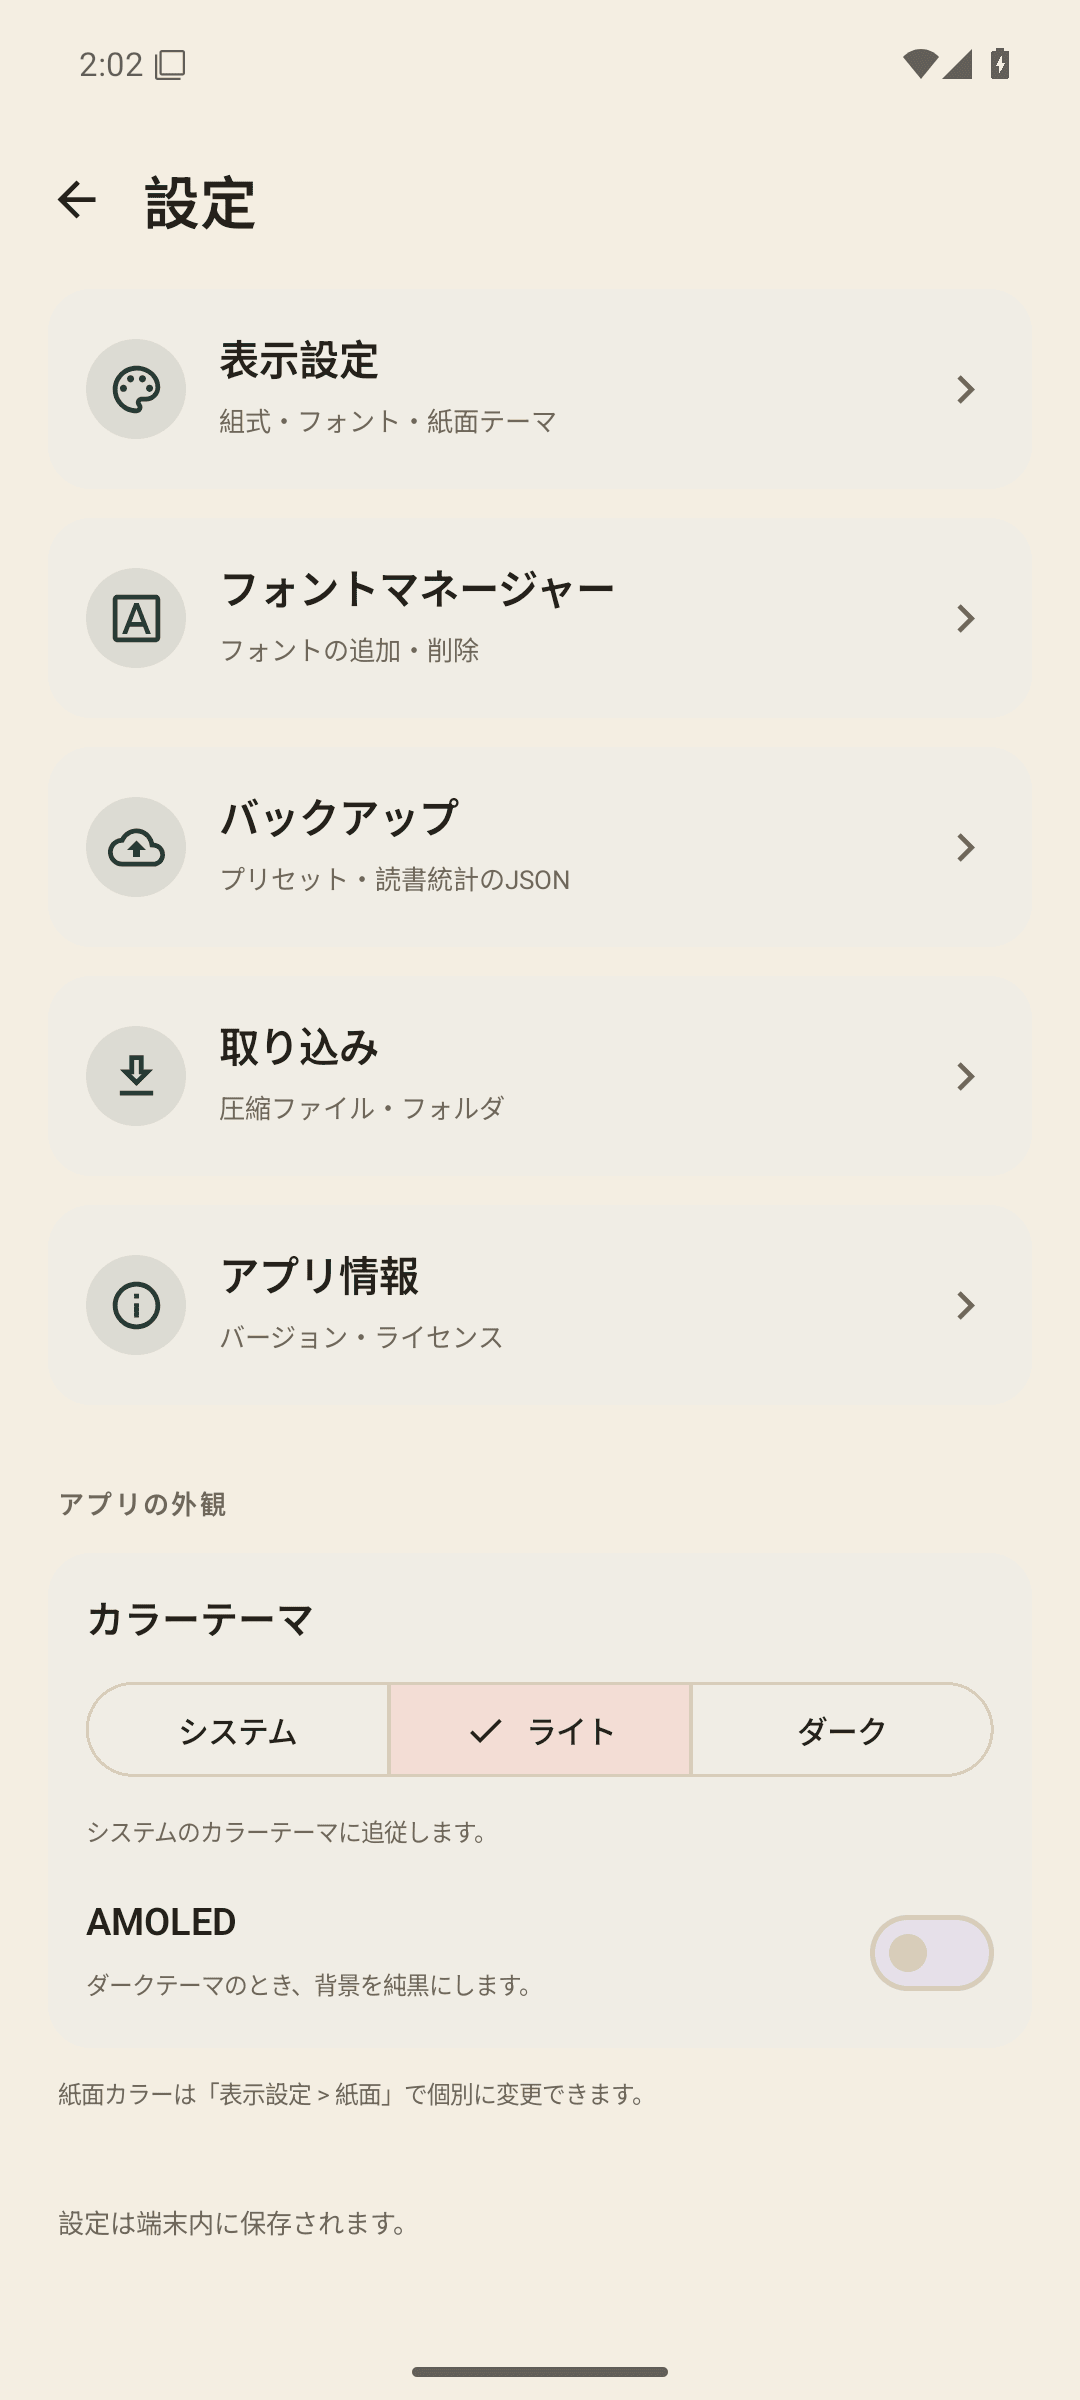 2:02
設定
表示設定
組式・フォント・紙面テーマ
フォントマネージャー
フォントの追加・削除
バックアップ
プリセット・読書統計のJSON
取り込み
圧縮ファイル・フォルダ
アプリ情報
バージョン・ライセンス
アプリの外観
カラーテーマ
システム ライト ダーク
システムのカラーテーマに追従します。
AMOLED
ダークテーマのとき、背景を純黒にします。
紙面カラーは「表示設定 > 紙面」で個別に変更できます。
設定は端末内に保存されます。